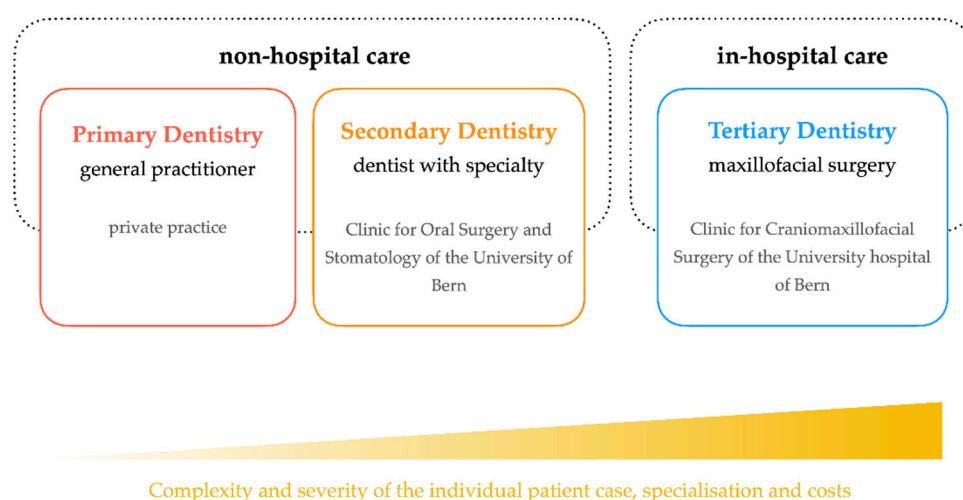 non-hospital care
in-hospital care
Primary Dentistry
general practitioner
private practice
Secondary Dentistry
dentist with specialty
Clinic for Oral Surgery and
Stomatology of the University of
Bern
Tertiary Dentistry
maxillofacial surgery
Clinic for Craniomaxillofacial
Surgery of the University hospital
of Bern
Complexity and severity of the individual patient case, specialisation and costs